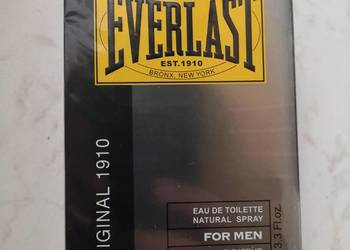 EVERLAST
EST.1910
BRONX, NEW YORK
ORIGINAL 1910
EAU DE TOILETTE
NATURAL SPRAY
FOR MEN
3.3 Fl.oz.